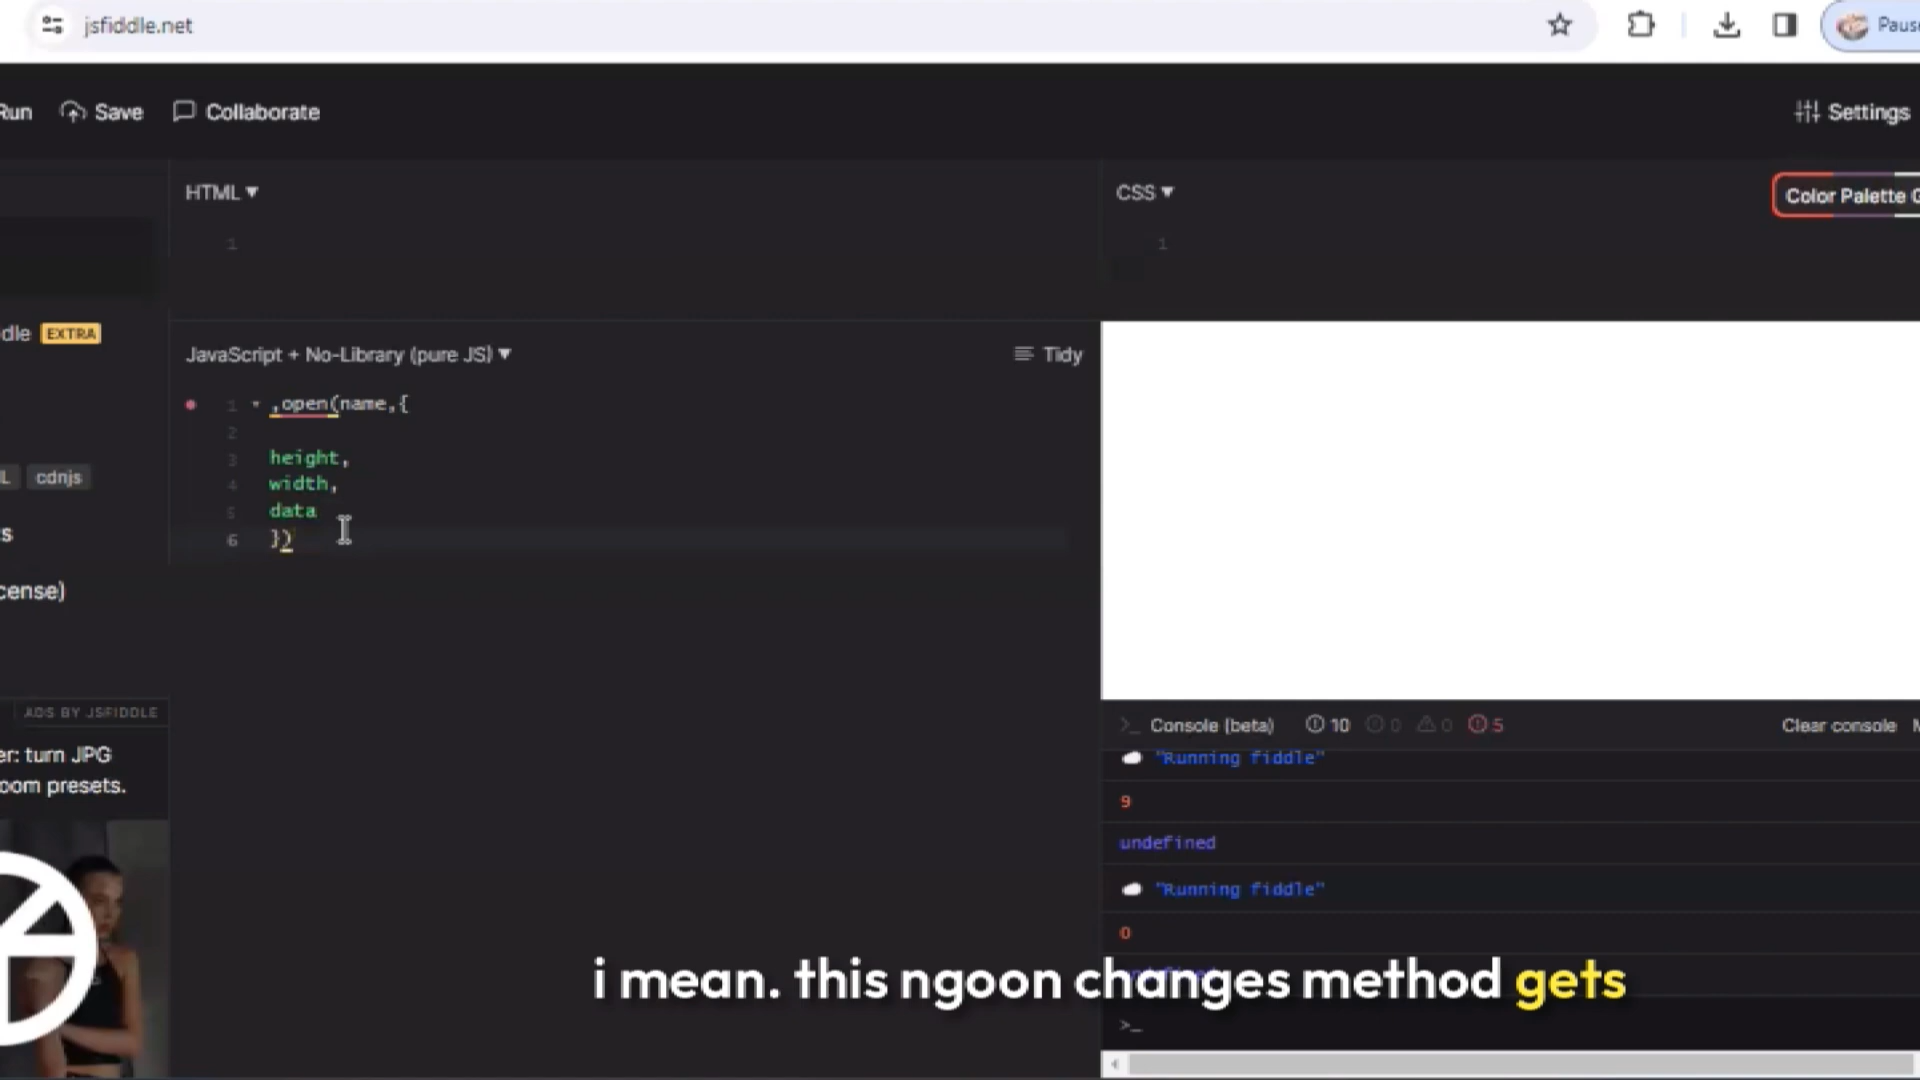 jsfiddle.net
Paus
Run
Save
Collaborate
Settings
HTML
CSS
Color Palette G
1
1
dle EXTRA
JavaScript + No-Library (pure JS)
Tidy
1 ,open(name,{
2
3 height,
4 width,
5 data
6 })
L cdnjs
s
cense)
ADS BY JSFIDDLE
er: turn JPG
oom presets.
>_ Console (beta) 10 0 0 5
Clear console M
"Running fiddle"
9
undefined
"Running fiddle"
0
i mean. this ngoon changes method gets
>_